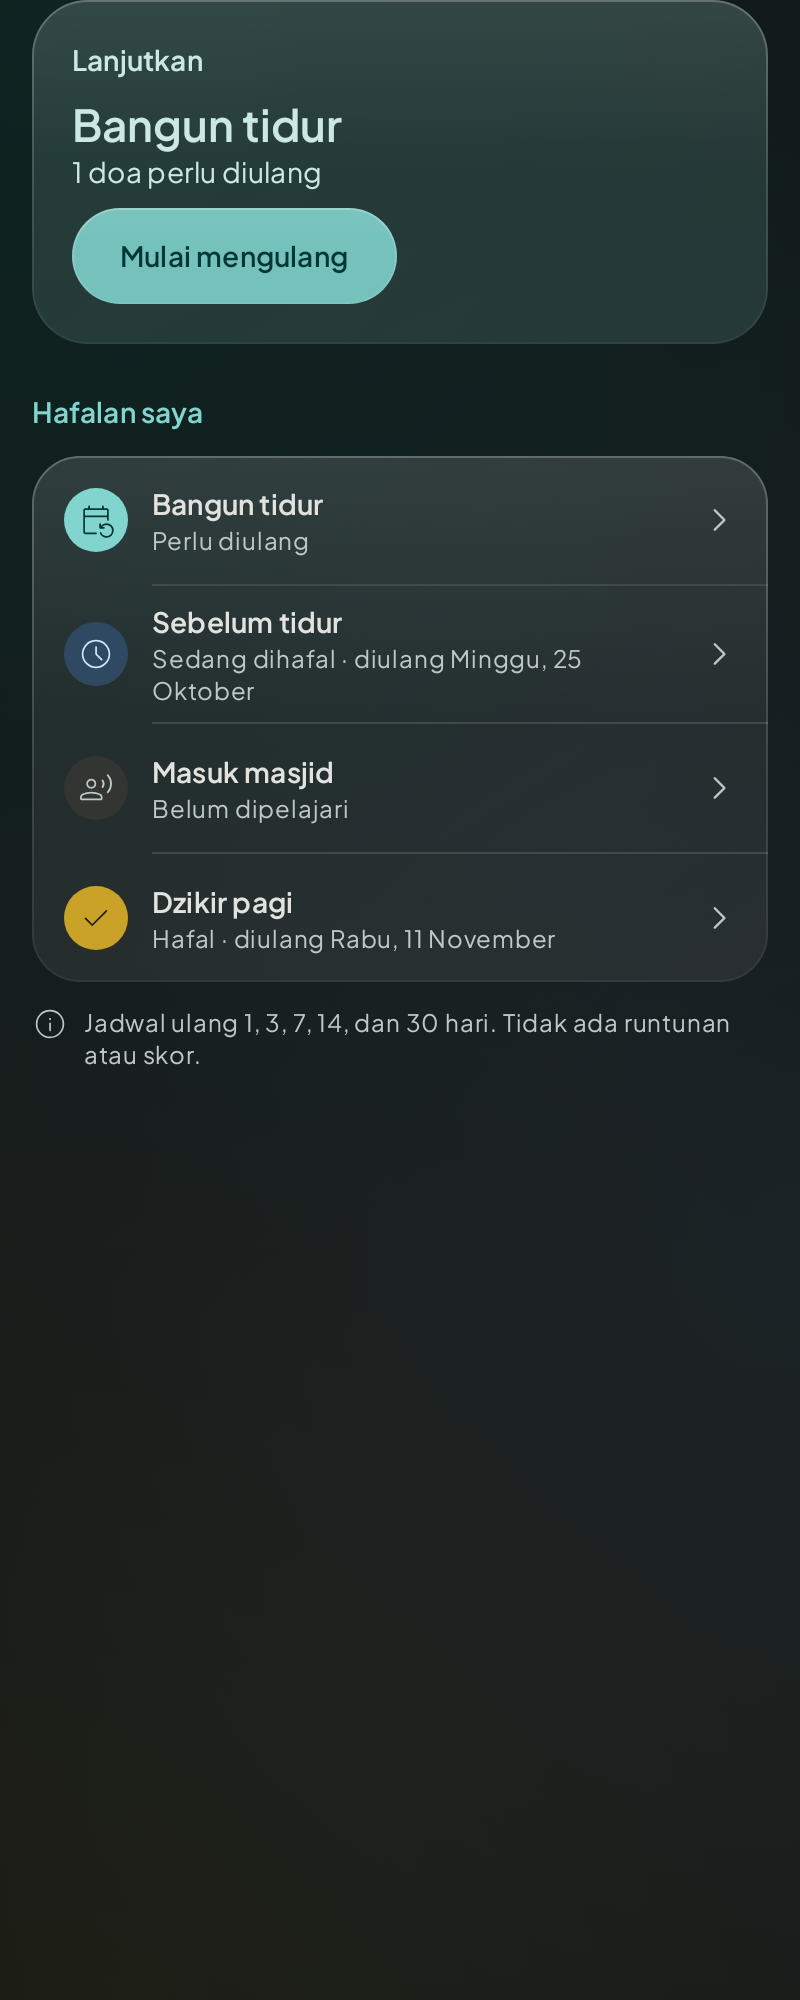 Lanjutkan
Bangun tidur
1 doa perlu diulang
Mulai mengulang
Hafalan saya
Bangun tidur
Perlu diulang
Sebelum tidur
Sedang dihafal · diulang Minggu, 25
Oktober
Masuk masjid
Belum dipelajari
Dzikir pagi
Hafal · diulang Rabu, 11 November
Jadwal ulang 1, 3, 7, 14, dan 30 hari. Tidak ada runtunan
atau skor.